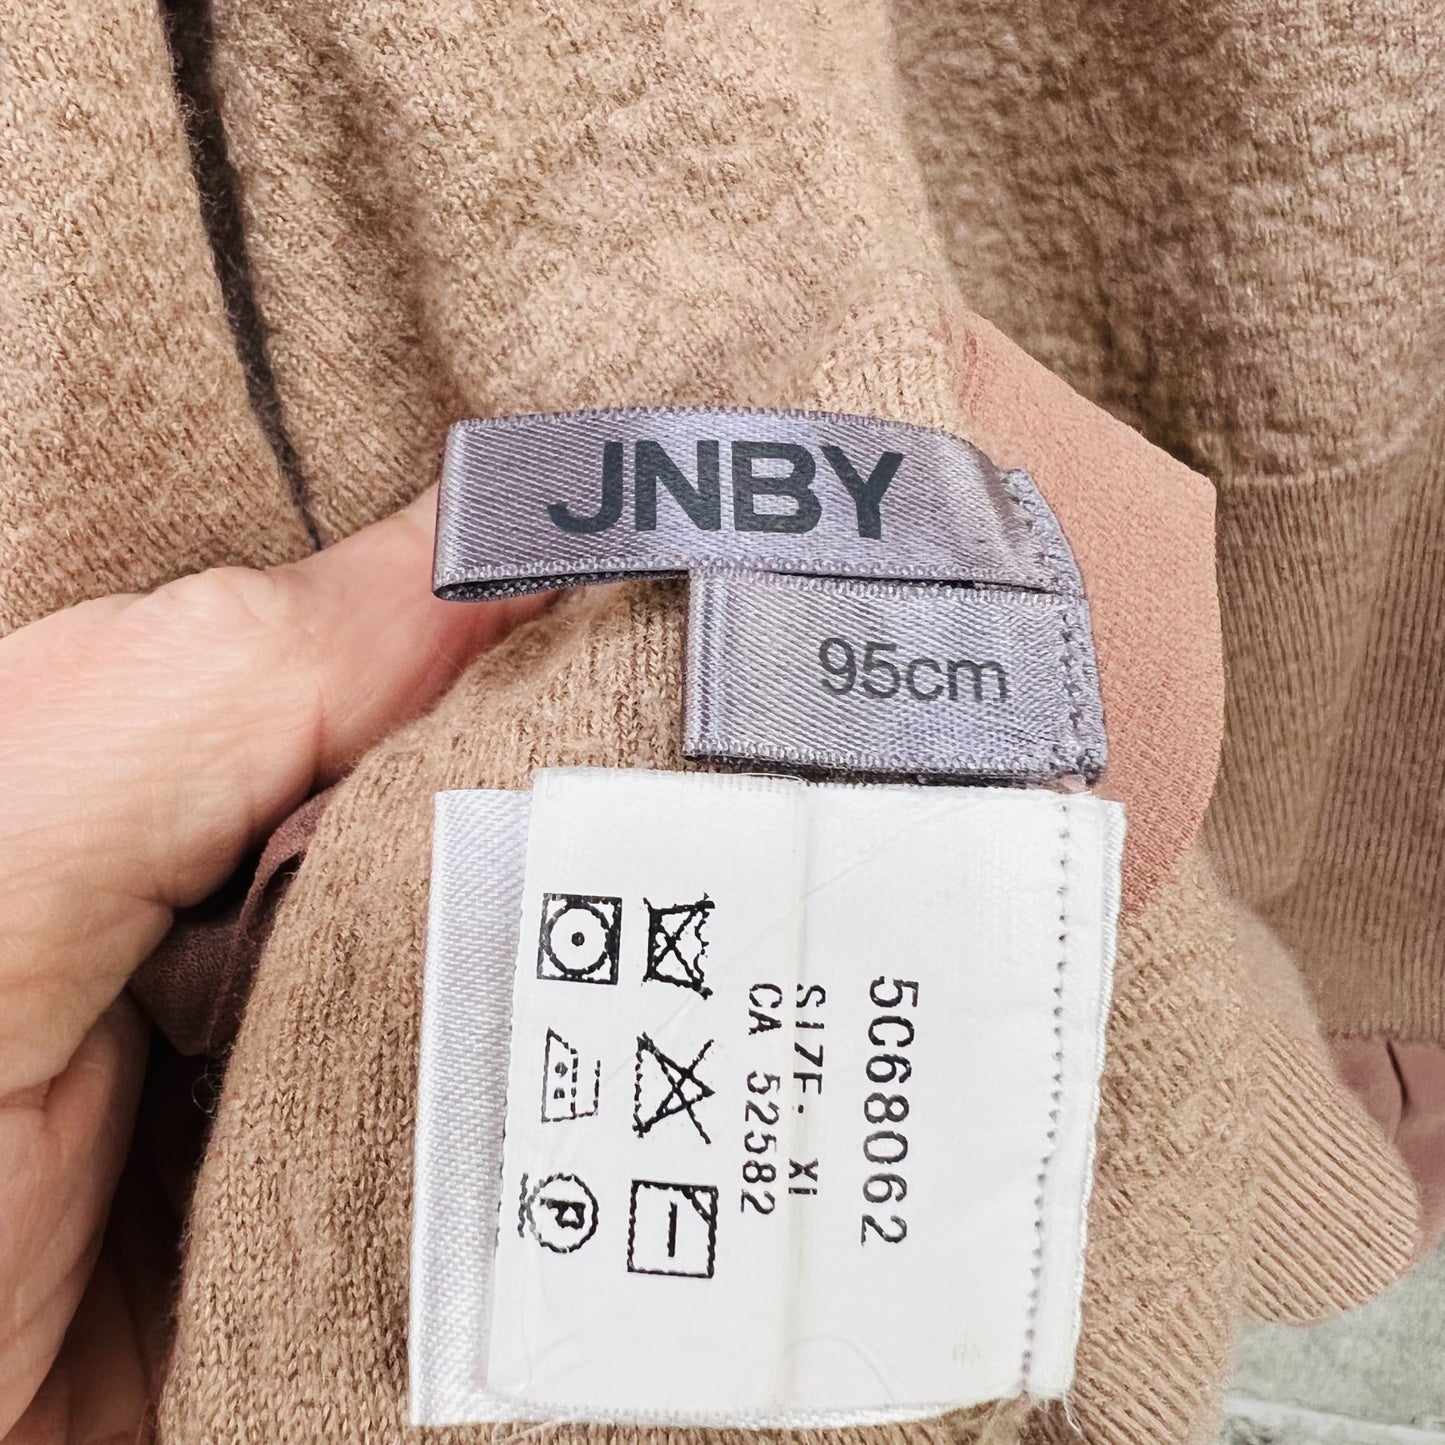 JNBY
95cm
5C68062
SIZE: XL
CA 52582